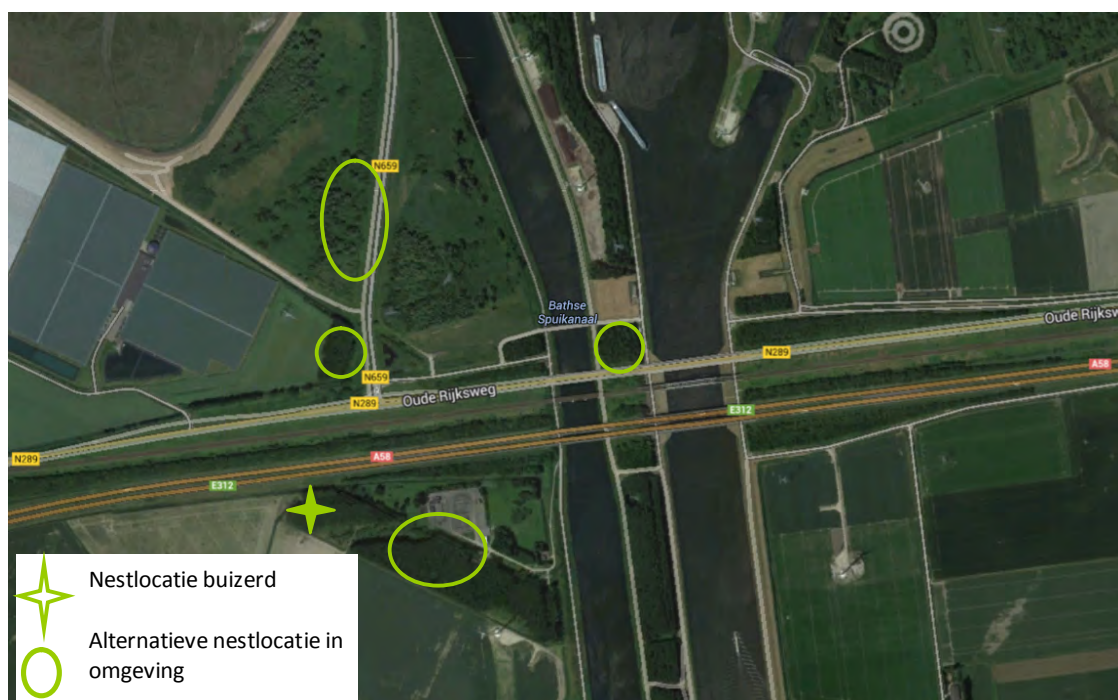 N659
Bathse
Spuikanaal
Oude Rijksw
N289
N659
A58
Oude Rijksweg
N289
E312
N289
A58
E312
Nestlocatie buizerd
Alternatieve nestlocatie in
omgeving